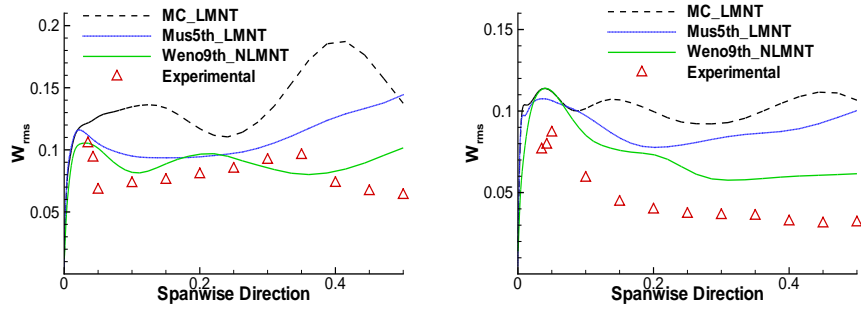 MC_LMNT
Mus5th_LMNT
Weno9th_NLMNT
Experimental
0.2
0.15
0.1
0.05
Wrms
0
0.2
0.4
Spanwise Direction
MC_LMNT
Mus5th_LMNT
Weno9th_NLMNT
Experimental
0.15
0.1
0.05
Wrms
0
0.2
0.4
Spanwise Direction